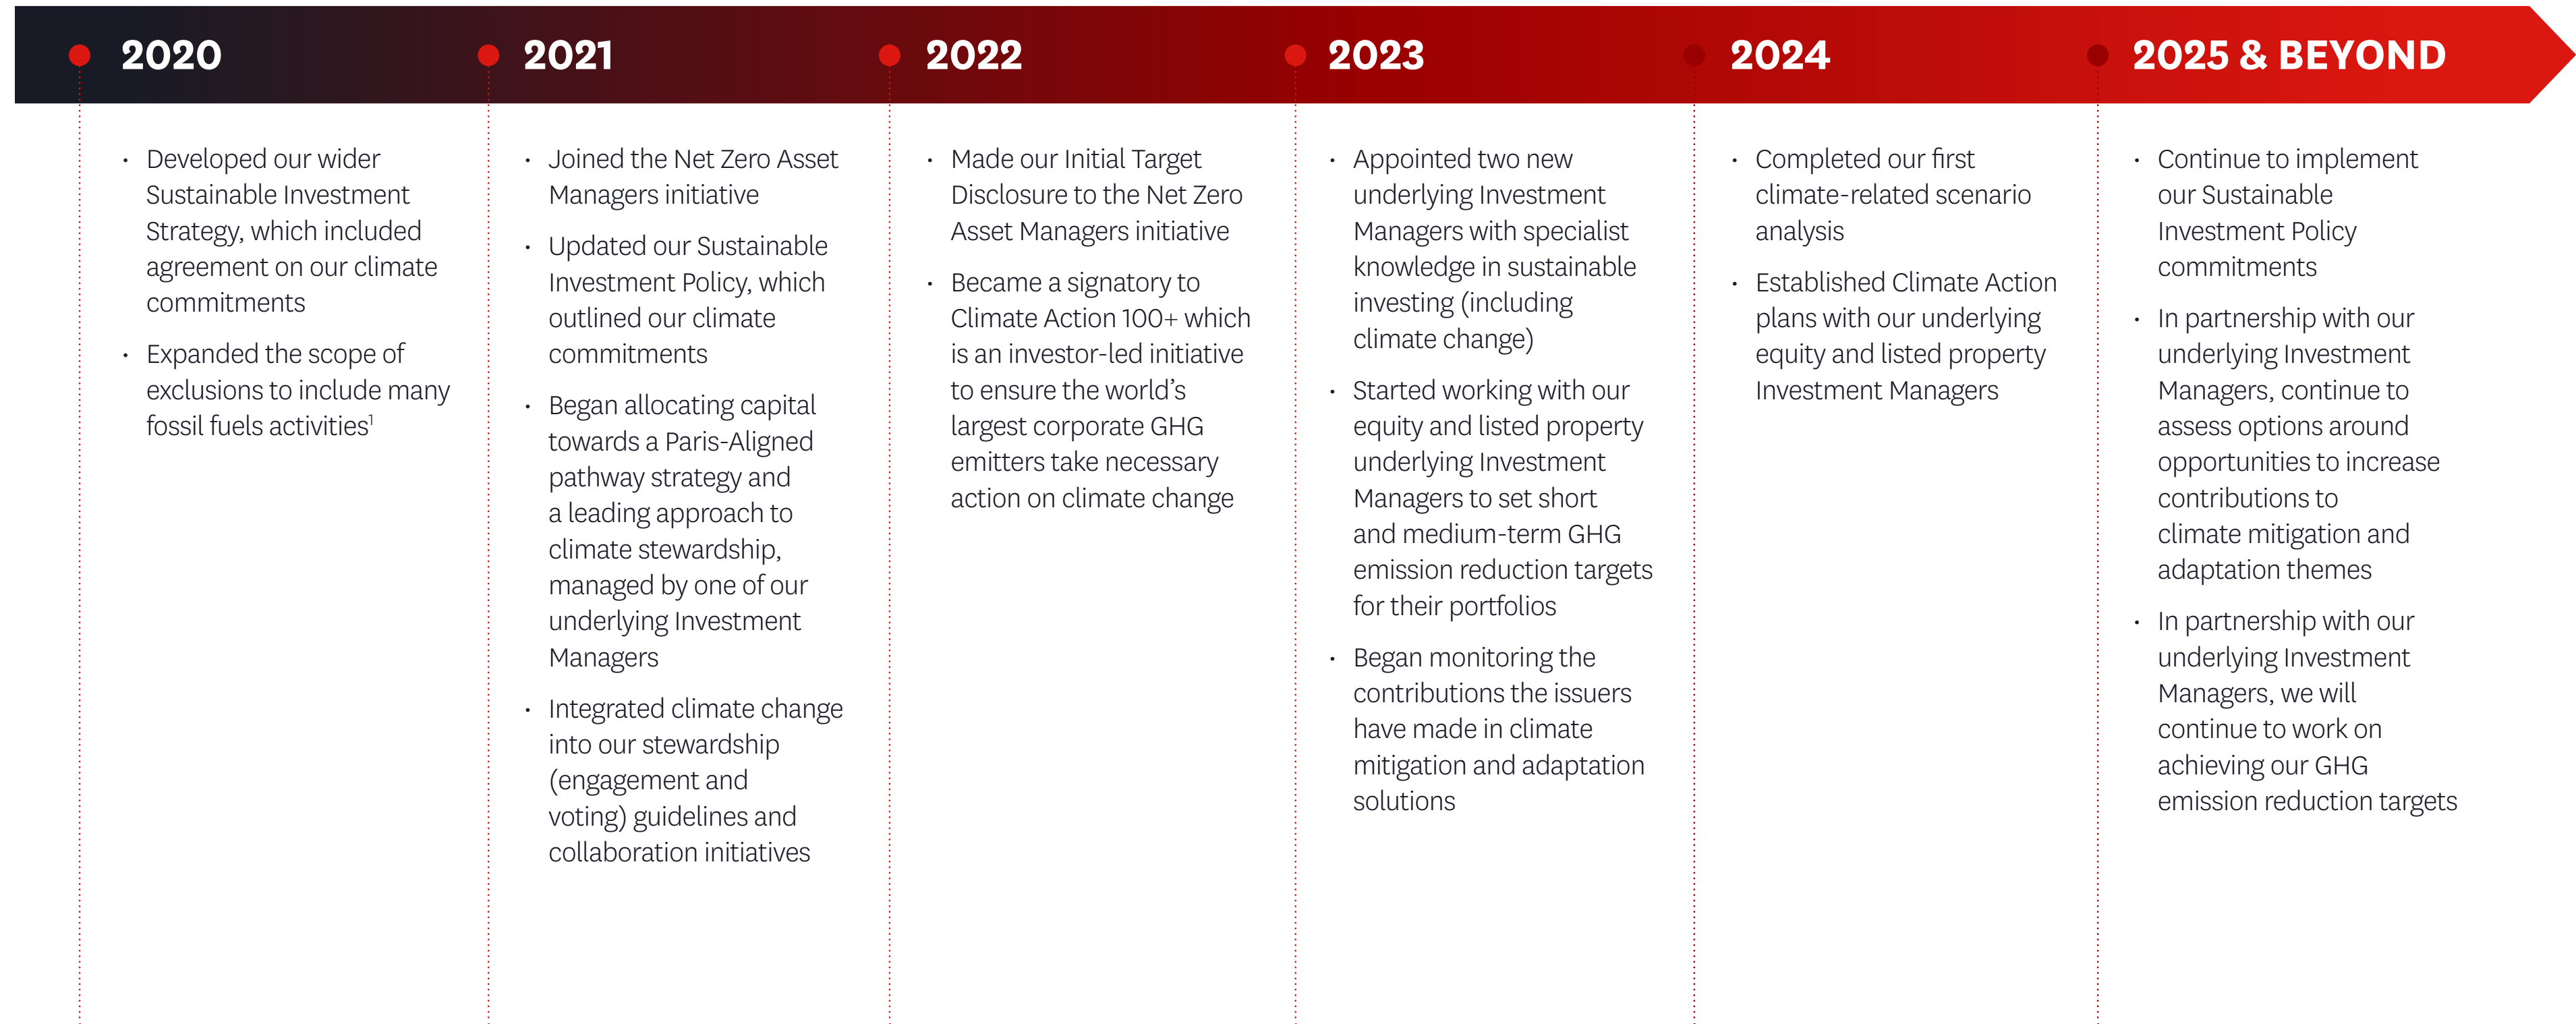 2020
• Developed our wider
Sustainable Investment
Strategy, which included
agreement on our climate
commitments
• Expanded the scope of
exclusions to include many
fossil fuels activities¹
2021
• Joined the Net Zero Asset
Managers initiative
• Updated our Sustainable
Investment Policy, which
outlined our climate
commitments
• Began allocating capital
towards a Paris-Aligned
pathway strategy and
a leading approach to
climate stewardship,
managed by one of our
underlying Investment
Managers
• Integrated climate change
into our stewardship
(engagement and
voting) guidelines and
collaboration initiatives
2022
• Made our Initial Target
Disclosure to the Net Zero
Asset Managers initiative
• Became a signatory to
Climate Action 100+ which
is an investor-led initiative
to ensure the world’s
largest corporate GHG
emitters take necessary
action on climate change
2023
• Appointed two new
underlying Investment
Managers with specialist
knowledge in sustainable
investing (including
climate change)
• Started working with our
equity and listed property
underlying Investment
Managers to set short
and medium-term GHG
emission reduction targets
for their portfolios
• Began monitoring the
contributions the issuers
have made in climate
mitigation and adaptation
solutions
2024
• Completed our first
climate-related scenario
analysis
• Established Climate Action
plans with our underlying
equity and listed property
Investment Managers
2025 & BEYOND
• Continue to implement
our Sustainable
Investment Policy
commitments
• In partnership with our
underlying Investment
Managers, continue to
assess options around
opportunities to increase
contributions to
climate mitigation and
adaptation themes
• In partnership with our
underlying Investment
Managers, we will
continue to work on
achieving our GHG
emission reduction targets